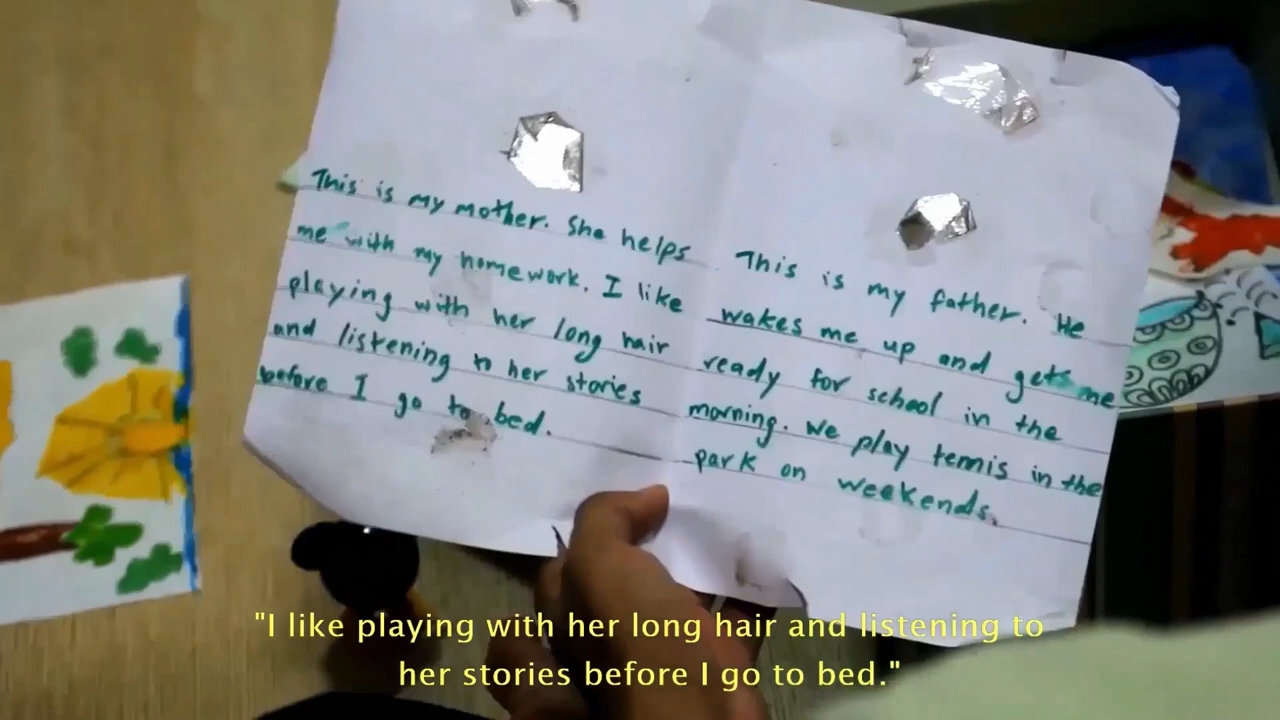 This is my mother. She helps
me with my homework. I like
playing with her long hair
and listening to her stories
before I go to bed.
This is my father. He
wakes me up and gets me
ready for school in the
morning. We play tennis in the
park on weekends.
"I like playing with her long hair and listening to
her stories before I go to bed."